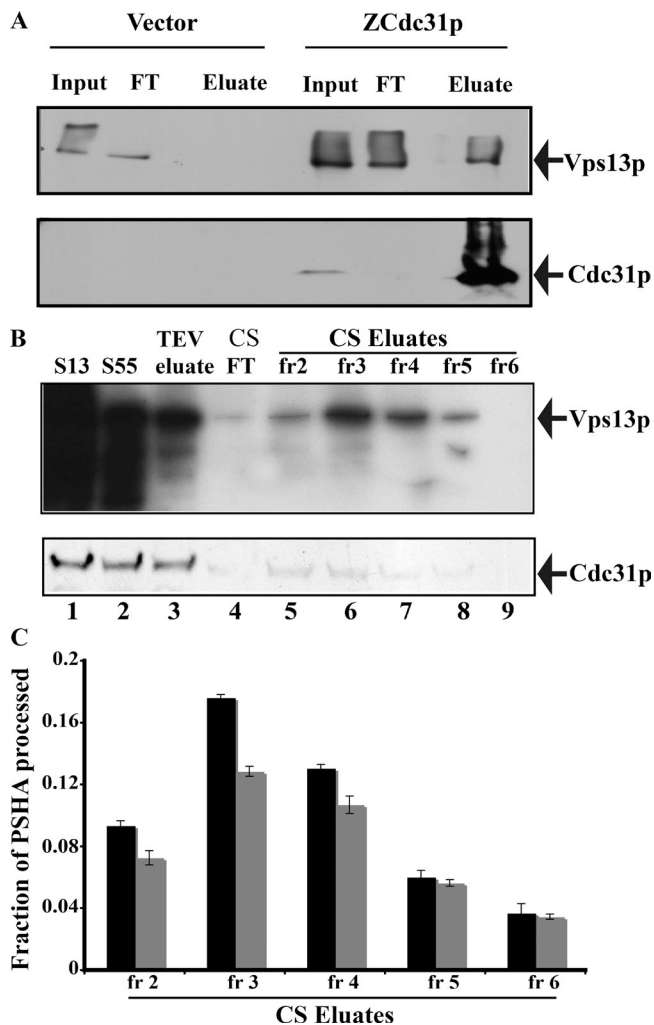 A
Vector ZCdc31p
Input FT Eluate Input FT Eluate
Vps13p
Cdc31p
B
TEV CS CS Eluates
S13 S55 eluate FT fr2 fr3 fr4 fr5 fr6
Vps13p
Cdc31p
1 2 3 4 5 6 7 8 9
C
Fraction of PSHA processed
0.2
0.16
0.12
0.08
0.04
0
fr 2 fr 3 fr 4 fr 5 fr 6
CS Eluates